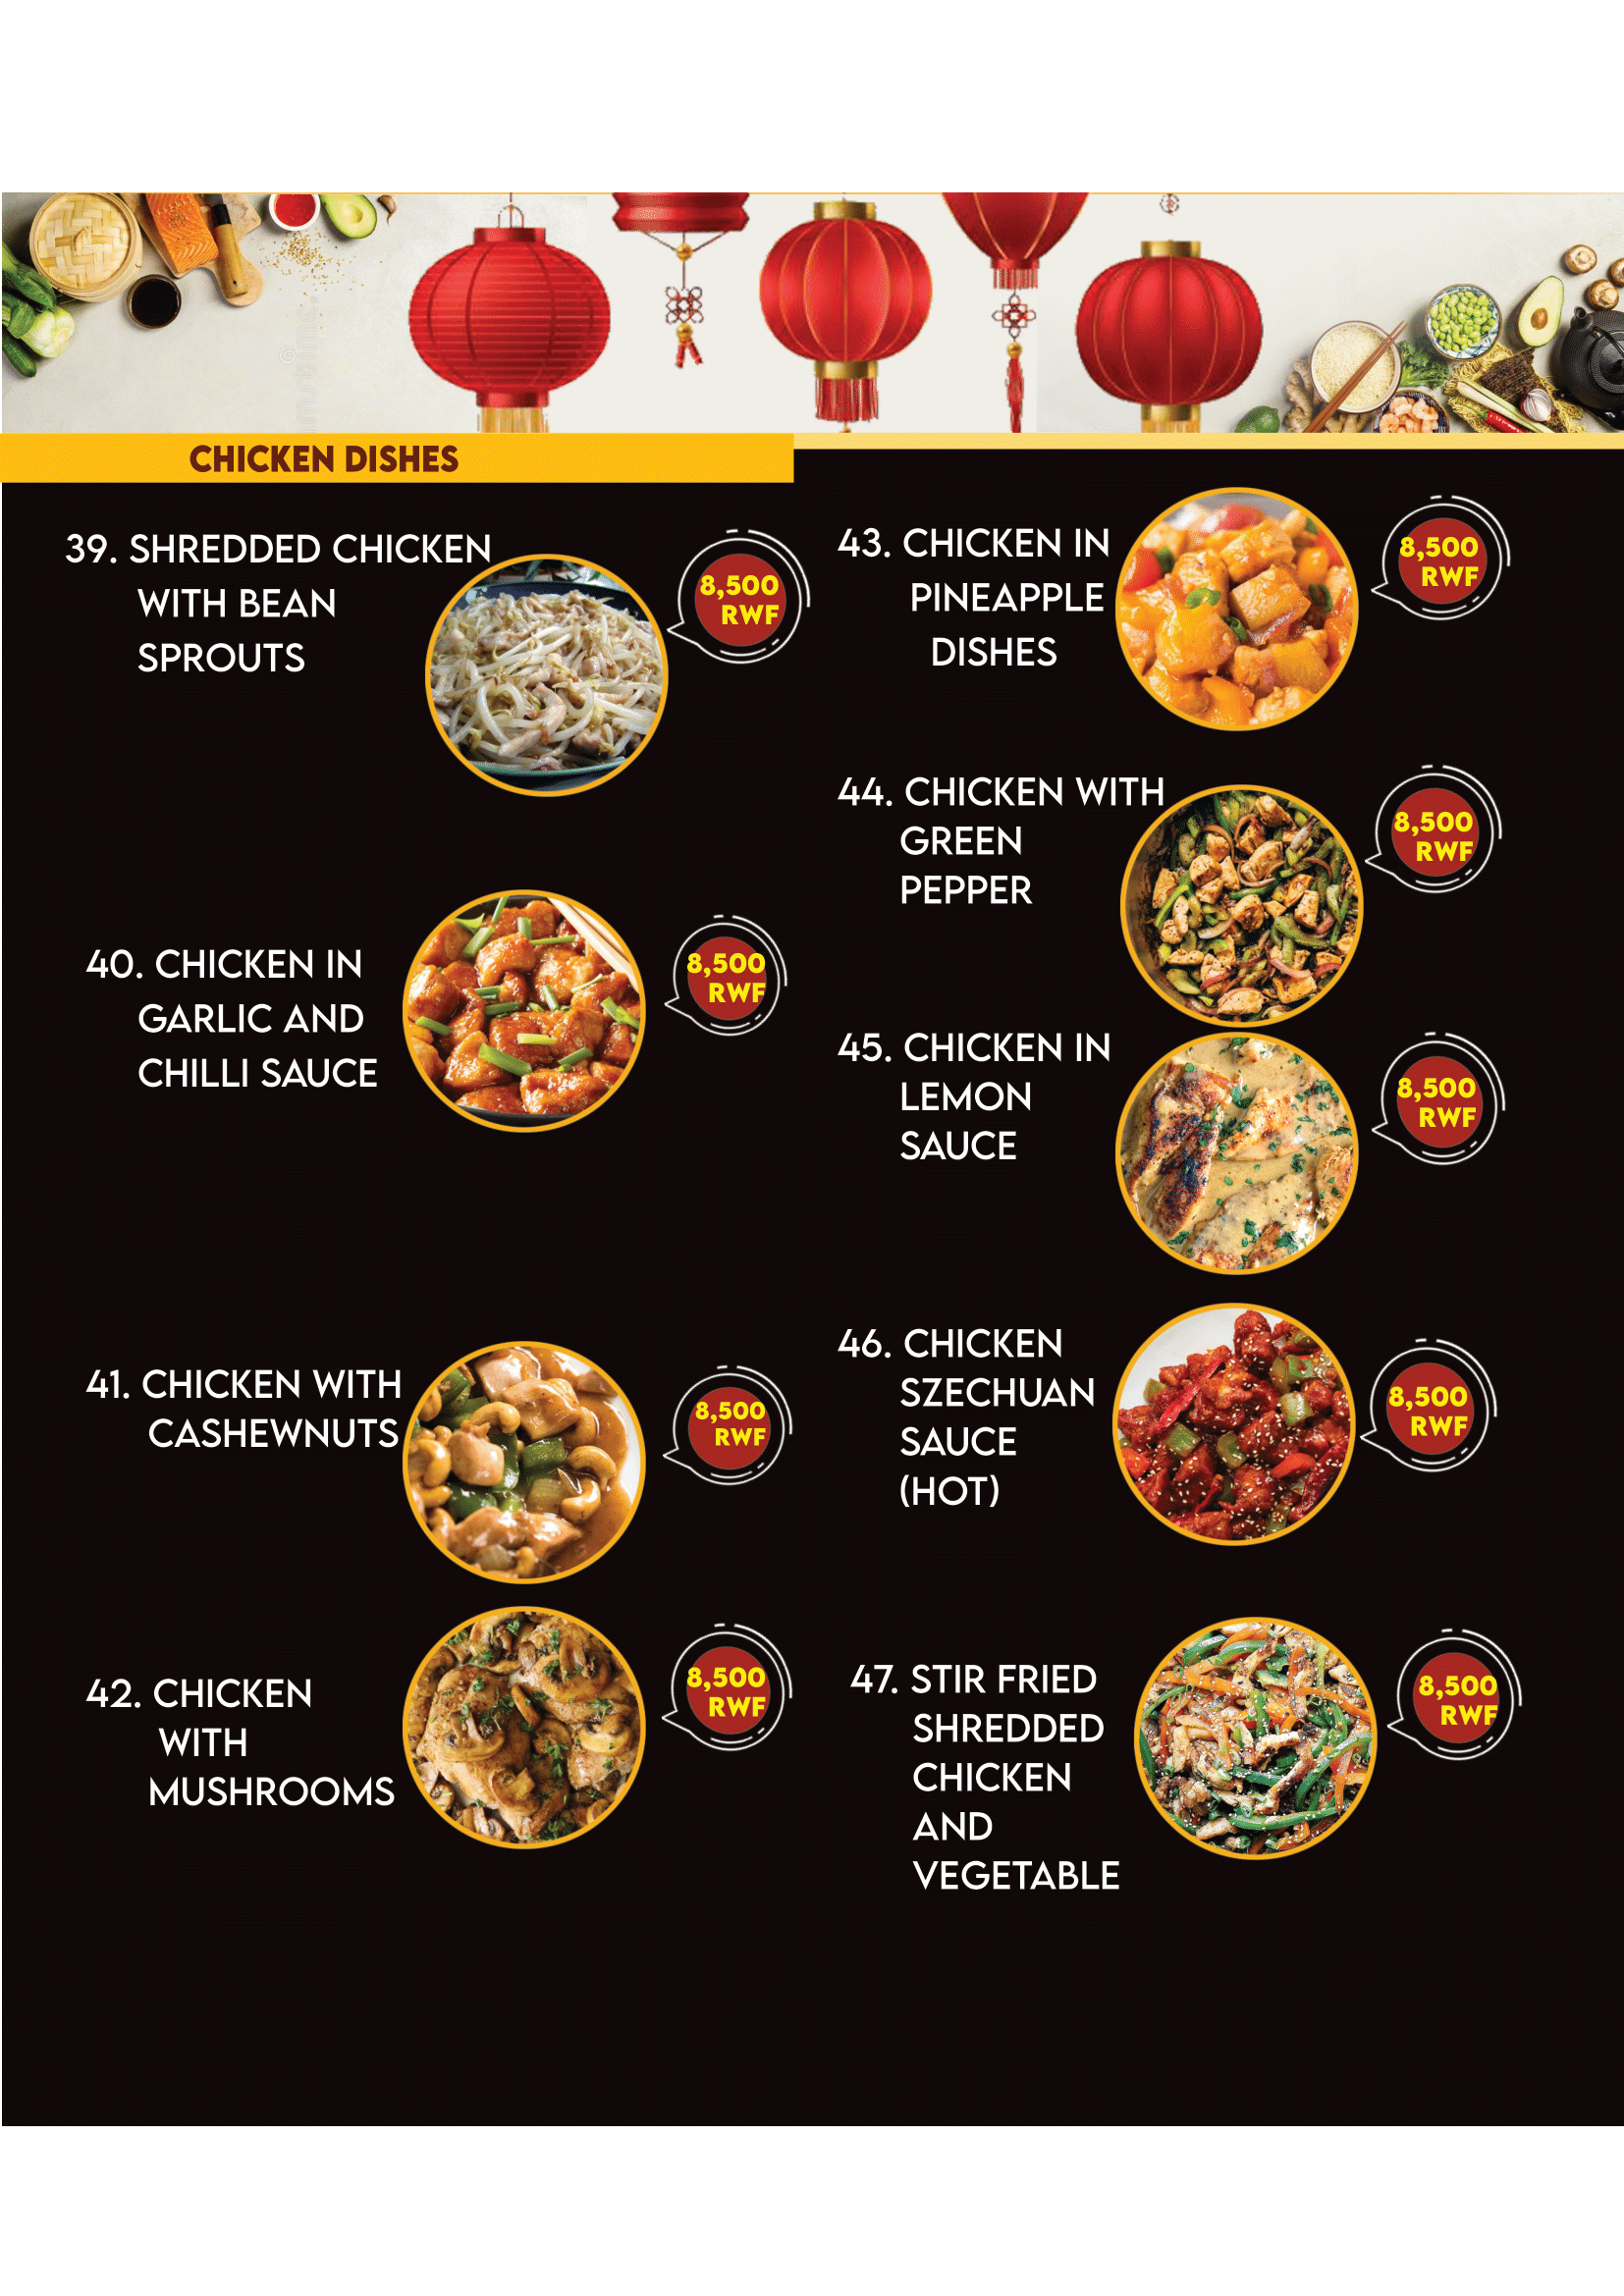 CHICKEN DISHES
39. SHREDDED CHICKEN
WITH BEAN
SPROUTS
8,500
RWF
40. CHICKEN IN
GARLIC AND
CHILLI SAUCE
8,500
RWF
41. CHICKEN WITH
CASHEWNUTS
8,500
RWF
42. CHICKEN
WITH
MUSHROOMS
8,500
RWF
43. CHICKEN IN
PINEAPPLE
DISHES
8,500
RWF
44. CHICKEN WITH
GREEN
PEPPER
8,500
RWF
45. CHICKEN IN
LEMON
SAUCE
8,500
RWF
46. CHICKEN
SZECHUAN
SAUCE
(HOT)
8,500
RWF
47. STIR FRIED
SHREDDED
CHICKEN
AND
VEGETABLE
8,500
RWF